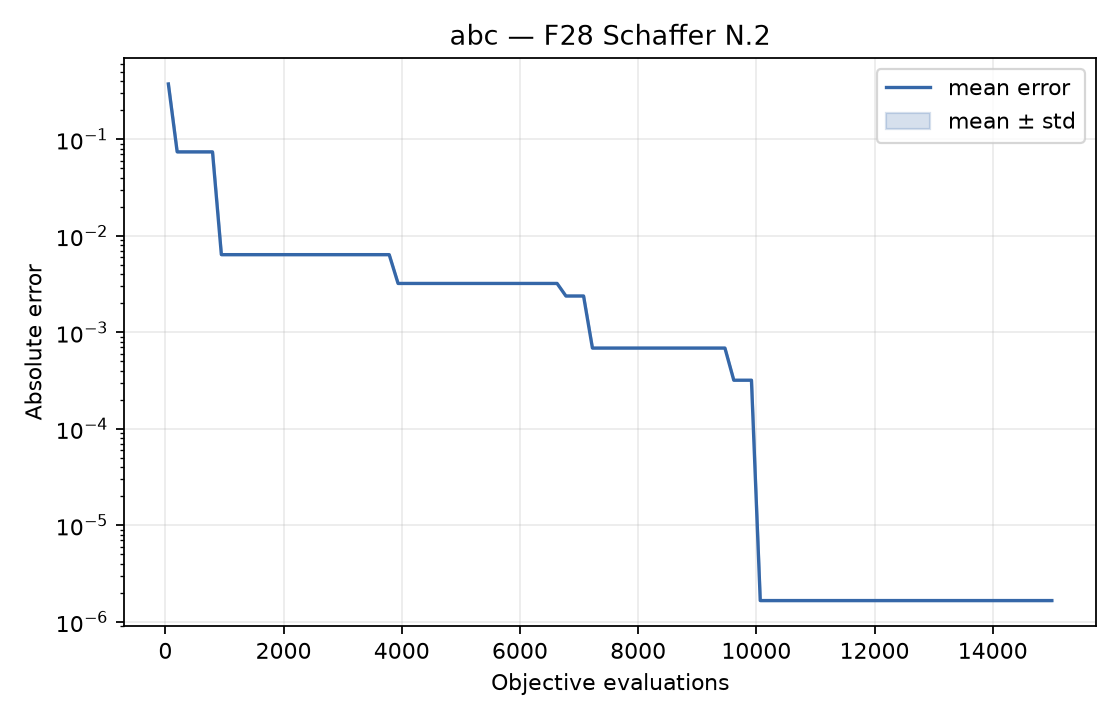 abc — F28 Schaffer N.2
mean error
mean ± std
Absolute error
10⁻¹
10⁻²
10⁻³
10⁻⁴
10⁻⁵
10⁻⁶
0 2000 4000 6000 8000 10000 12000 14000
Objective evaluations